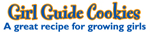 Girl Guide Cookies
A great recipe for growing girls